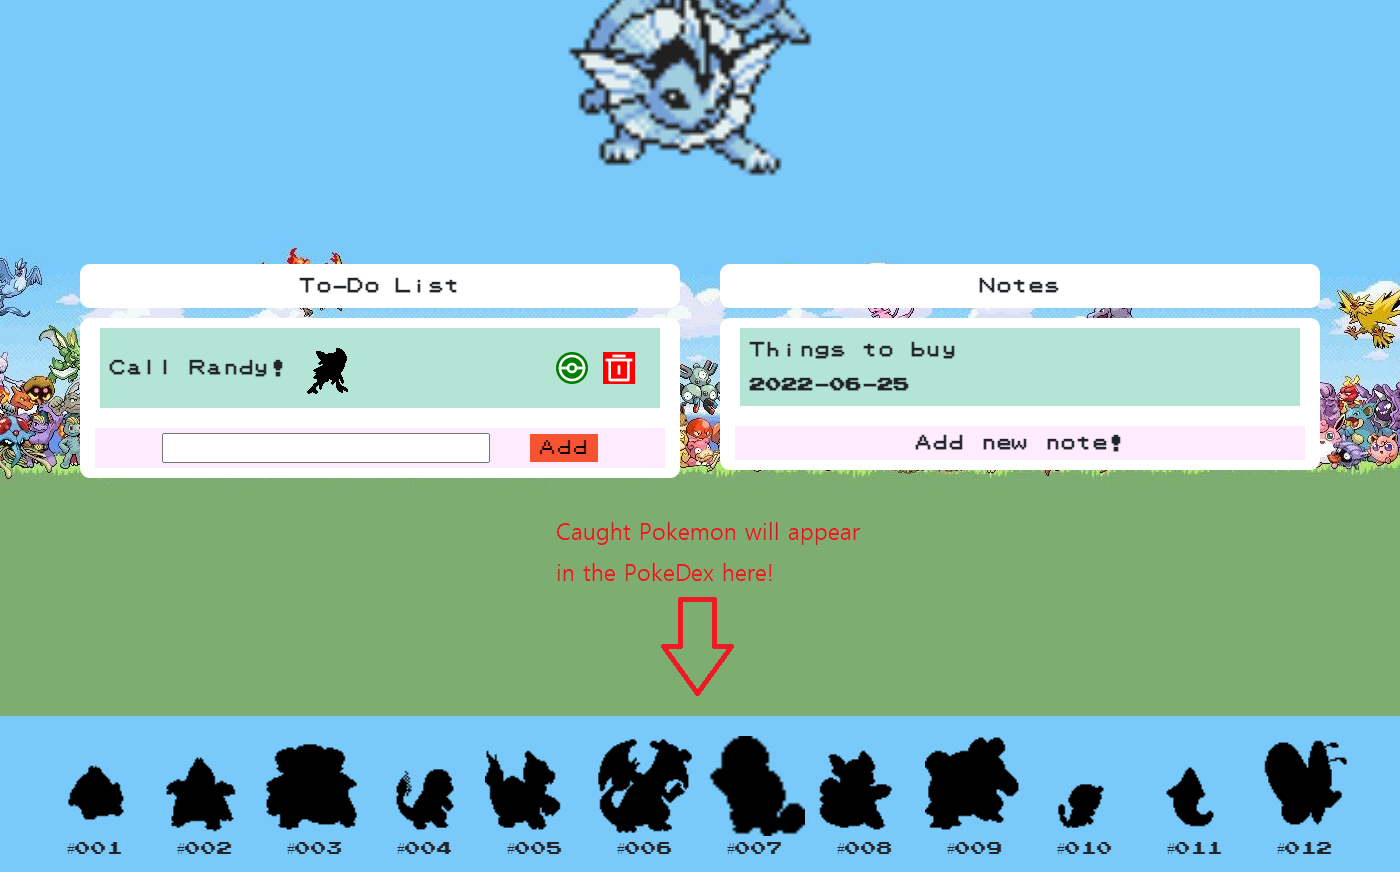 To-Do List
Notes
Call Randy!
Things to buy
2022-06-25
Add
Add new note!
Caught Pokemon will appear
in the PokeDex here!
#001 #002 #003 #004 #005 #006 #007 #008 #009 #010 #011 #012